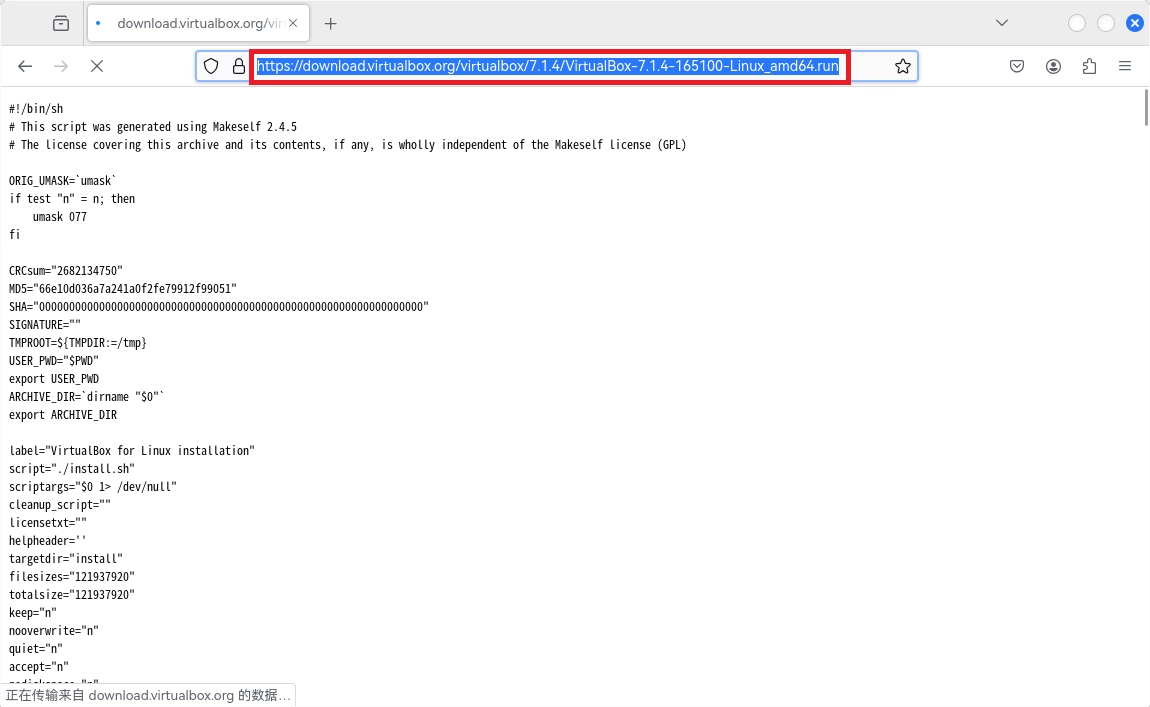 download.virtualbox.org/vir
https://download.virtualbox.org/virtualbox/7.1.4/VirtualBox-7.1.4-165100-Linux_amd64.run
#!/bin/sh
# This script was generated using Makeself 2.4.5
# The license covering this archive and its contents, if any, is wholly independent of the Makeself license (GPL)
ORIG_UMASK=`umask`
if test "n" = n; then
umask 077
fi
CRCsum="2682134750"
MD5="66e10d036a7a241a0f2fe79912f99051"
SHA="0000000000000000000000000000000000000000000000000000000000000000"
SIGNATURE=""
TMPROOT=${TMPDIR:=/tmp}
USER_PWD="$PWD"
export USER_PWD
ARCHIVE_DIR=`dirname "$0"`
export ARCHIVE_DIR
label="VirtualBox for Linux installation"
script="./install.sh"
scriptargs="$0 1> /dev/null"
cleanup_script=""
licensetxt=""
helpheader=''
targetdir="install"
filesizes="121937920"
totalsize="121937920"
keep="n"
nooverwrite="n"
quiet="n"
accept="n"
正在传输来自 download.virtualbox.org 的数据…